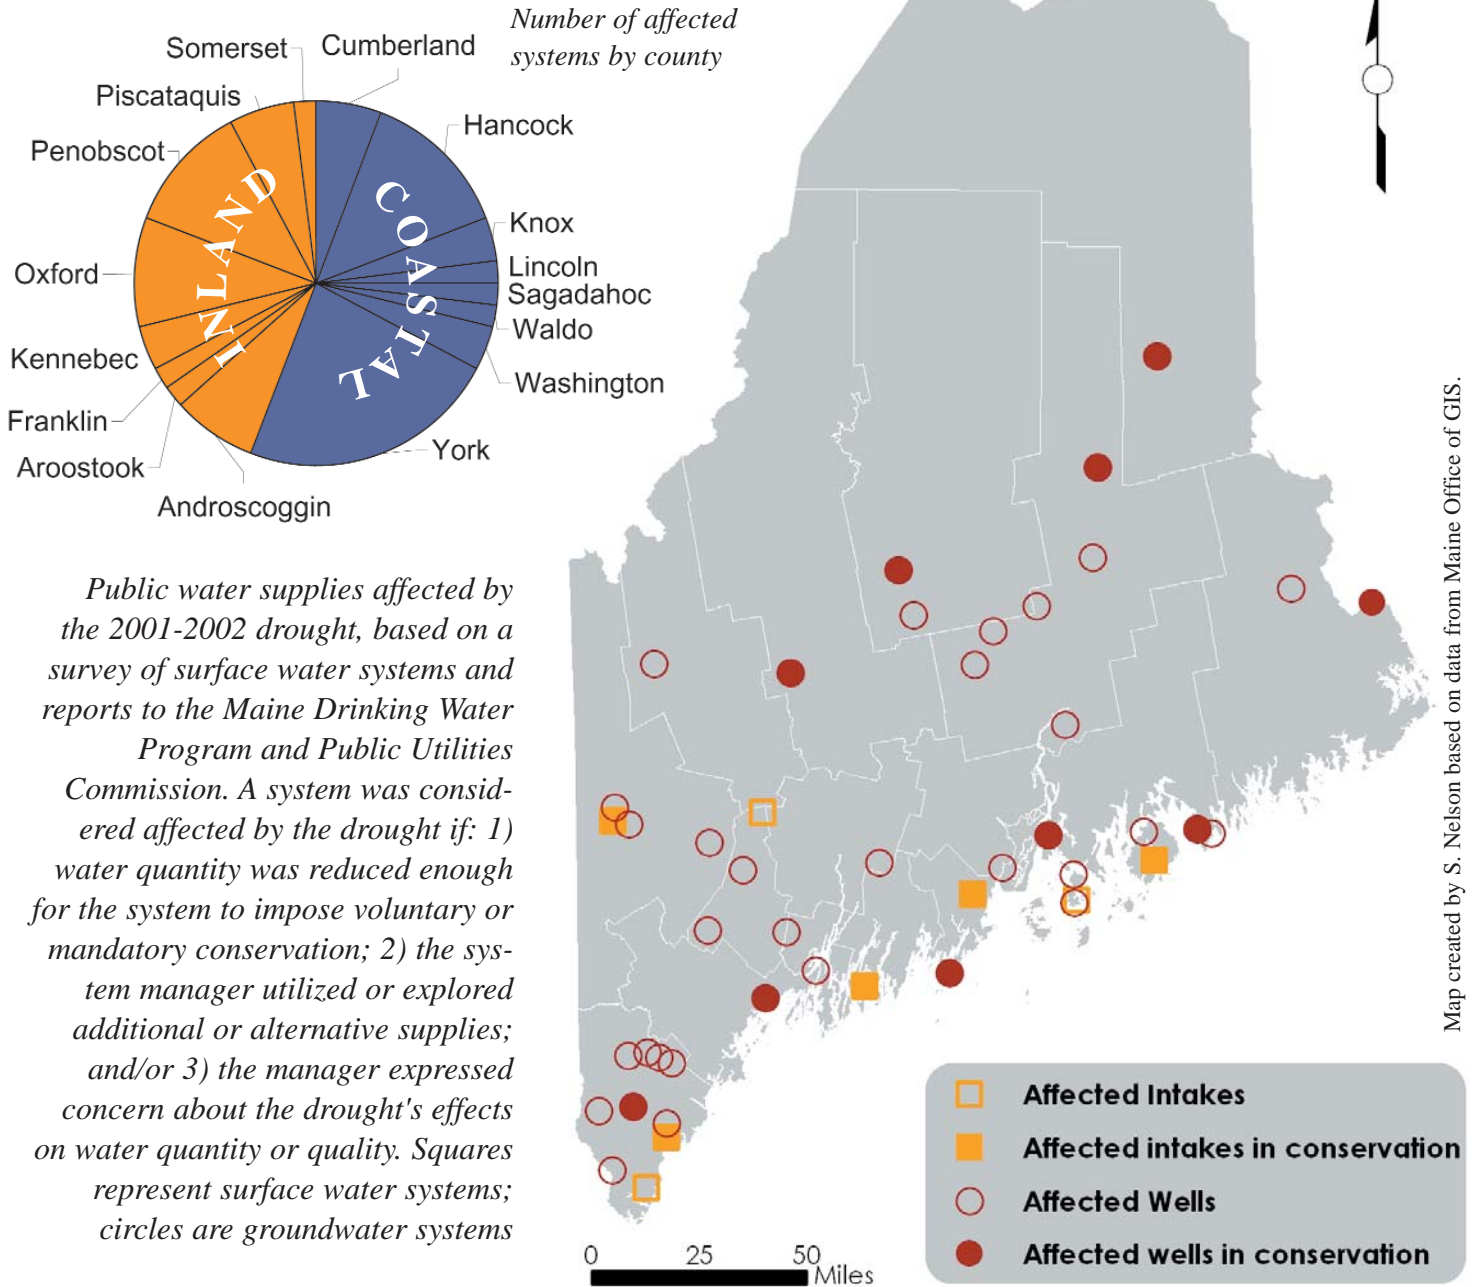 Number of affected
systems by county
Somerset
Cumberland
Piscataquis
Hancock
Penobscot
Knox
Oxford
Lincoln
Sagadahoc
Waldo
Kennebec
Washington
Franklin
York
Aroostook
Androscoggin
INLAND
COASTAL
Public water supplies affected by
the 2001-2002 drought, based on a
survey of surface water systems and
reports to the Maine Drinking Water
Program and Public Utilities
Commission. A system was consid-
ered affected by the drought if: 1)
water quantity was reduced enough
for the system to impose voluntary or
mandatory conservation; 2) the sys-
tem manager utilized or explored
additional or alternative supplies;
and/or 3) the manager expressed
concern about the drought's effects
on water quantity or quality. Squares
represent surface water systems;
circles are groundwater systems
Map created by S. Nelson based on data from Maine Office of GIS.
Affected Intakes
Affected intakes in conservation
Affected Wells
Affected wells in conservation
0 25 50
Miles